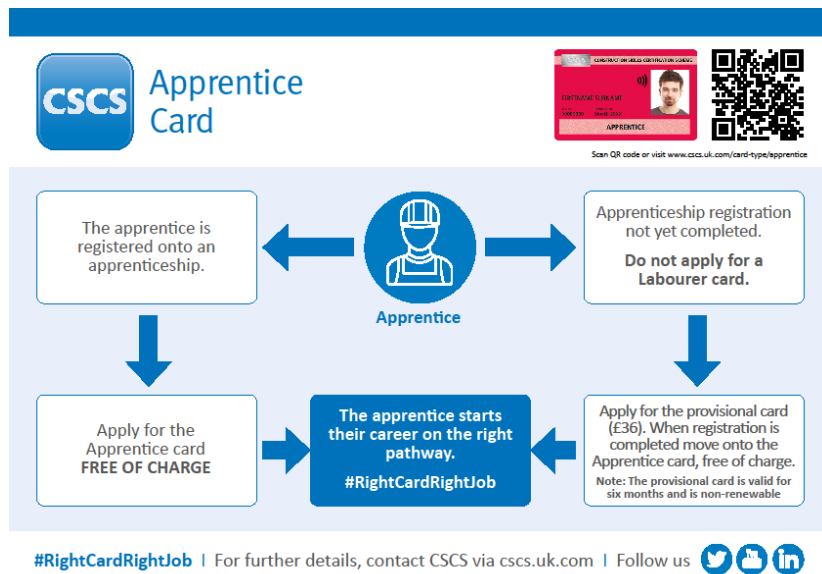 CSCS
Apprentice
Card
CONSTRUCTION SKILLS CERTIFICATION SCHEME
FIRSTNAME SURNAME
APPRENTICE
Scan QR code or visit www.cscs.uk.com/card-type/apprentice
The apprentice is
registered onto an
apprenticeship.
Apprentice
Apprenticeship registration
not yet completed.
Do not apply for a
Labourer card.
Apply for the
Apprentice card
FREE OF CHARGE
The apprentice starts
their career on the right
pathway.
#RightCardRightJob
Apply for the provisional card
(£36). When registration is
completed move onto the
Apprentice card, free of charge.
Note: The provisional card is valid for
six months and is non-renewable
#RightCardRightJob | For further details, contact CSCS via cscs.uk.com | Follow us